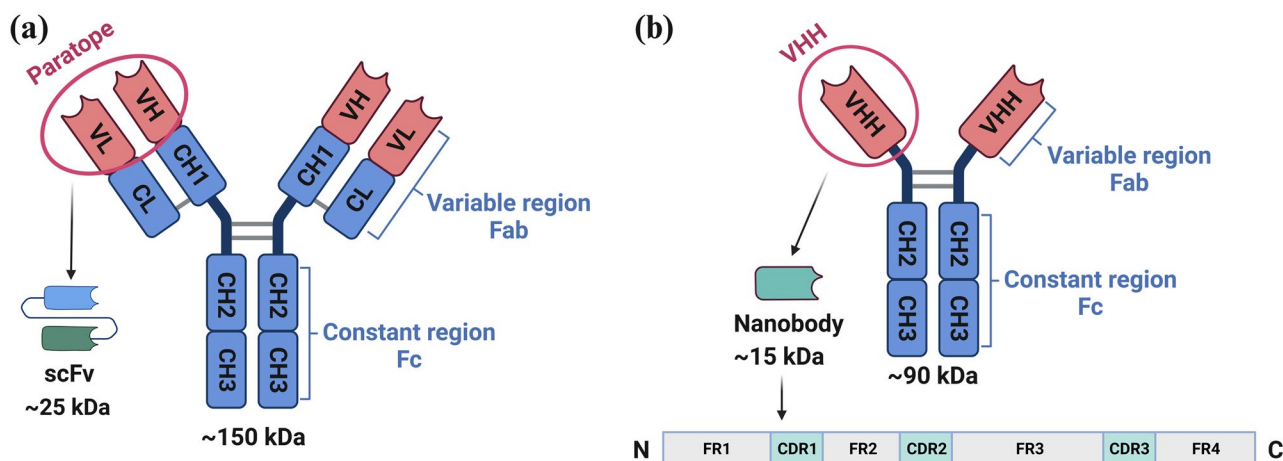 (a)
Paratope
VH
VL
CH1
CL
VH
VL
CH1
CL
Variable region
Fab
CH2
CH2
CH3
CH3
Constant region
Fc
scFv
~25 kDa
~150 kDa
(b)
VHH
VHH
VHH
Variable region
Fab
CH2
CH2
CH3
CH3
Constant region
Fc
Nanobody
~15 kDa
~90 kDa
N FR1 CDR1 FR2 CDR2 FR3 CDR3 FR4 C